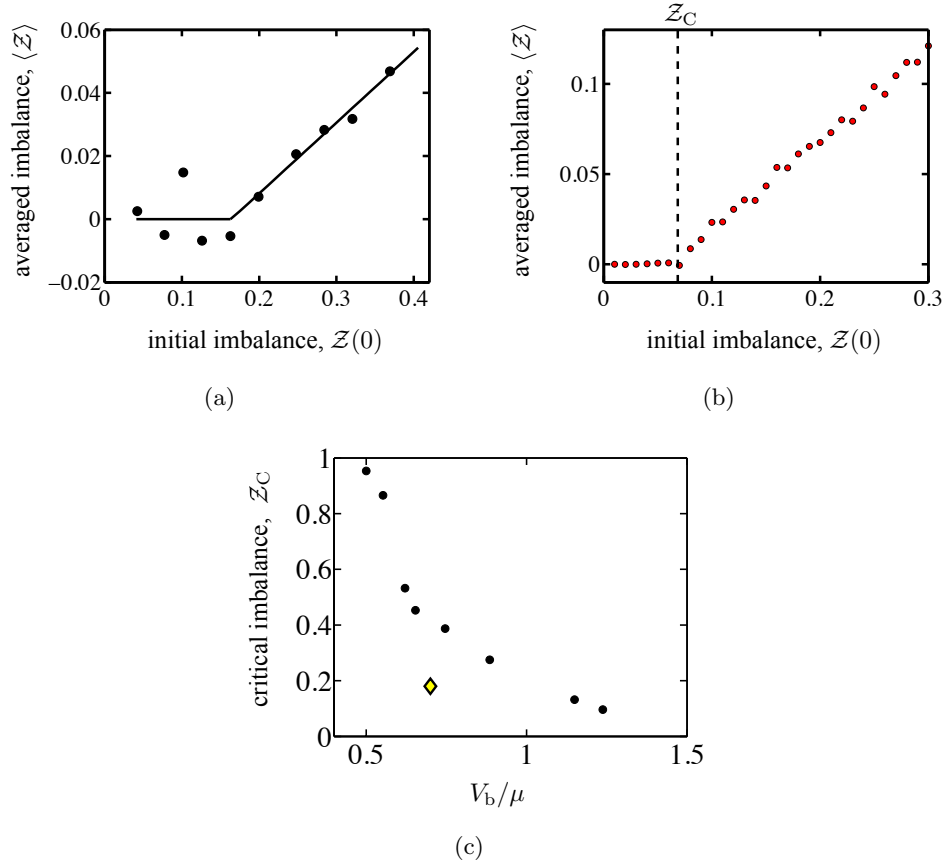 averaged imbalance, ⟨𝒵⟩
0.06
0.04
0.02
0
−0.02
0
0.1
0.2
0.3
0.4
initial imbalance, 𝒵(0)
(a)
𝒵C
averaged imbalance, ⟨𝒵⟩
0.1
0.05
0
0
0.1
0.2
0.3
initial imbalance, 𝒵(0)
(b)
critical imbalance, 𝒵C
1
0.8
0.6
0.4
0.2
0
0.5
1
1.5
Vb/μ
(c)